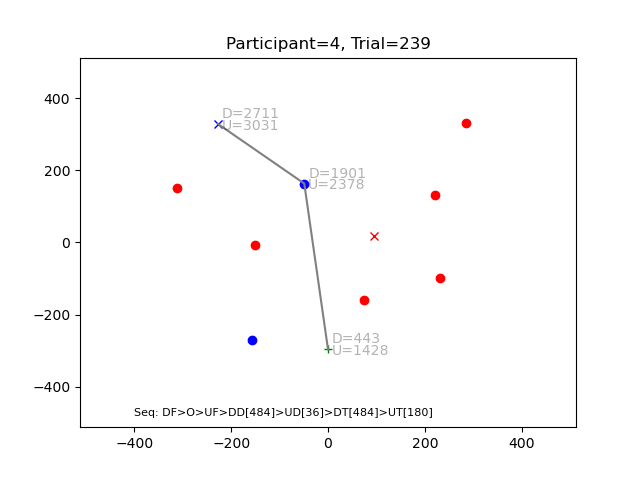 Participant=4, Trial=239
D=2711
U=3031
D=1901
U=2378
D=443
U=1428
Seq: DF>O>UF>DD[484]>UD[36]>DT[484]>UT[180]
400
200
0
−200
−400
−400
−200
0
200
400